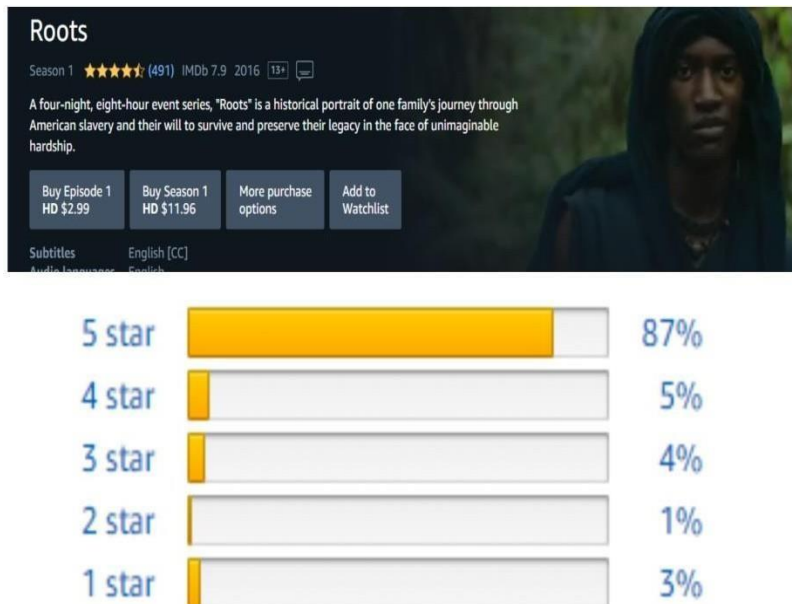 Roots
Season 1 (491) IMDb 7.9 2016 13+
A four-night, eight-hour event series, "Roots" is a historical portrait of one family's journey through
American slavery and their will to survive and preserve their legacy in the face of unimaginable
hardship.
Buy Episode 1 Buy Season 1 More purchase Add to
HD $2.99 HD $11.96 options Watchlist
Subtitles English [CC]
Audio languages English
5 star 87%
4 star 5%
3 star 4%
2 star 1%
1 star 3%